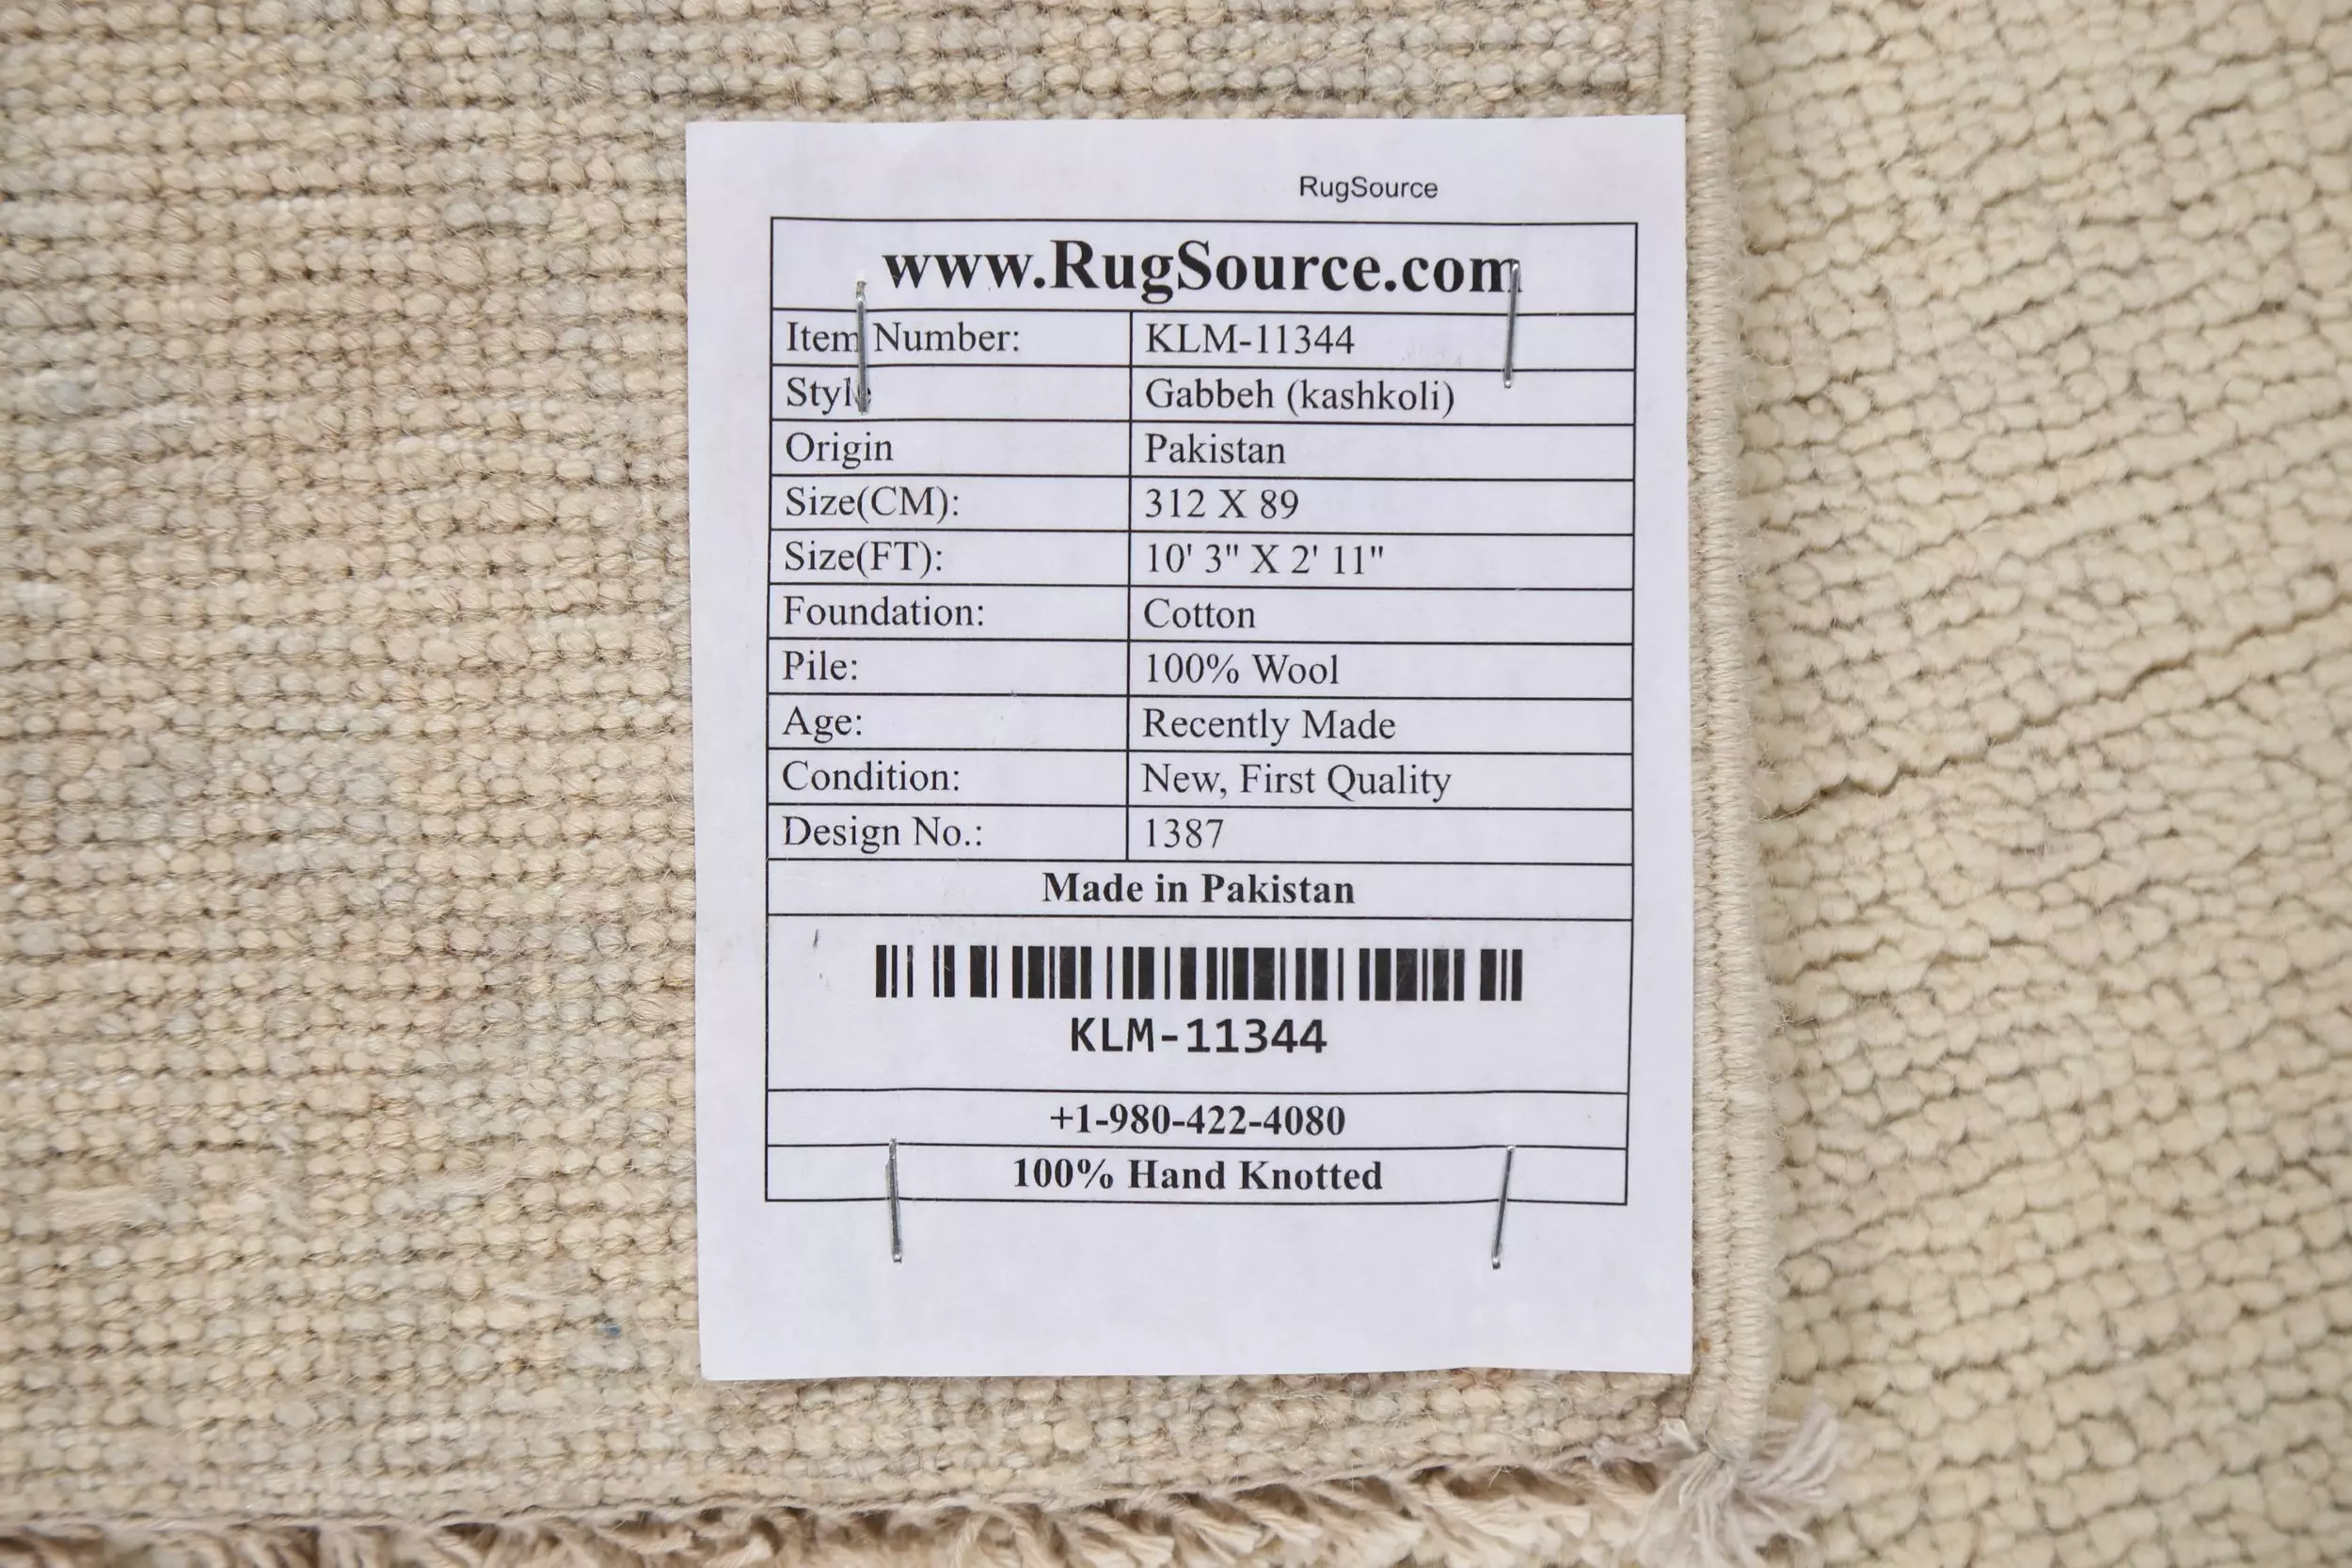 RugSource
www.RugSource.com
Item Number: KLM-11344
Style Gabbeh (kashkoli)
Origin Pakistan
Size(CM): 312 X 89
Size(FT): 10' 3" X 2' 11"
Foundation: Cotton
Pile: 100% Wool
Age: Recently Made
Condition: New, First Quality
Design No.: 1387
Made in Pakistan
KLM-11344
+1-980-422-4080
100% Hand Knotted